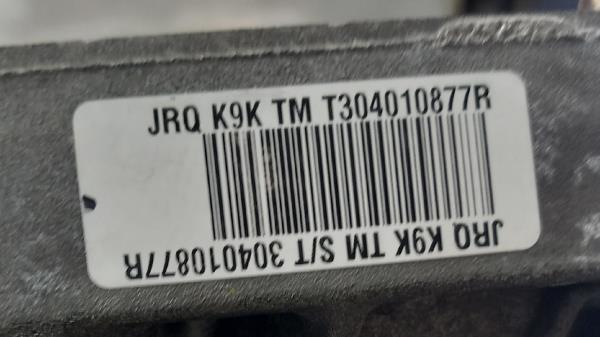 JRQ K9K TM T304010877R
JRQ K9K TM S/T 304010877R